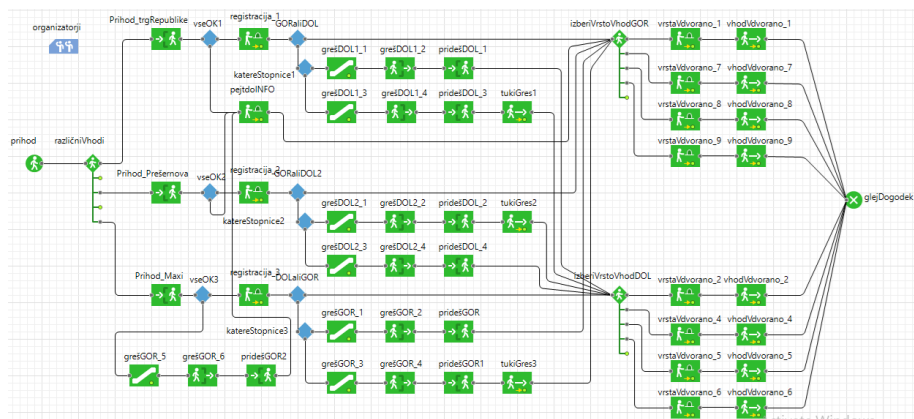 organizatorji
Prihod_trgRepublike
vseOK1
registracija_1
GORaliDOL
izberiVrstoVhodGOR
vrstaVdvorano_1
vhodVdvorano_1
grešDOL1_1
grešDOL1_2
pridešDOL_1
katereStopnice1
pejtdoINFO
grešDOL1_3
grešDOL1_4
pridešDOL_3
tukiGres1
vrstaVdvorano_7
vhodVdvorano_7
vrstaVdvorano_8
vhodVdvorano_8
vrstaVdvorano_9
vhodVdvorano_9
prihod
različniVhodi
Prihod_Prešernova
vseOK2
registracija_2
GORaliDOL2
katereStopnice2
grešDOL2_1
grešDOL2_2
pridešDOL_2
tukiGres2
grešDOL2_3
grešDOL2_4
pridešDOL_4
glejDogodek
Prihod_Maxi
vseOK3
registracija_3
DOLaliGOR
izberiVrstoVhodDOL
vrstaVdvorano_2
vhodVdvorano_2
katereStopnice3
grešGOR_1
grešGOR_2
pridešGOR
vrstaVdvorano_4
vhodVdvorano_4
grešGOR_5
grešGOR_6
pridešGOR2
grešGOR_3
grešGOR_4
pridešGOR1
tukiGres3
vrstaVdvorano_5
vhodVdvorano_5
vrstaVdvorano_6
vhodVdvorano_6